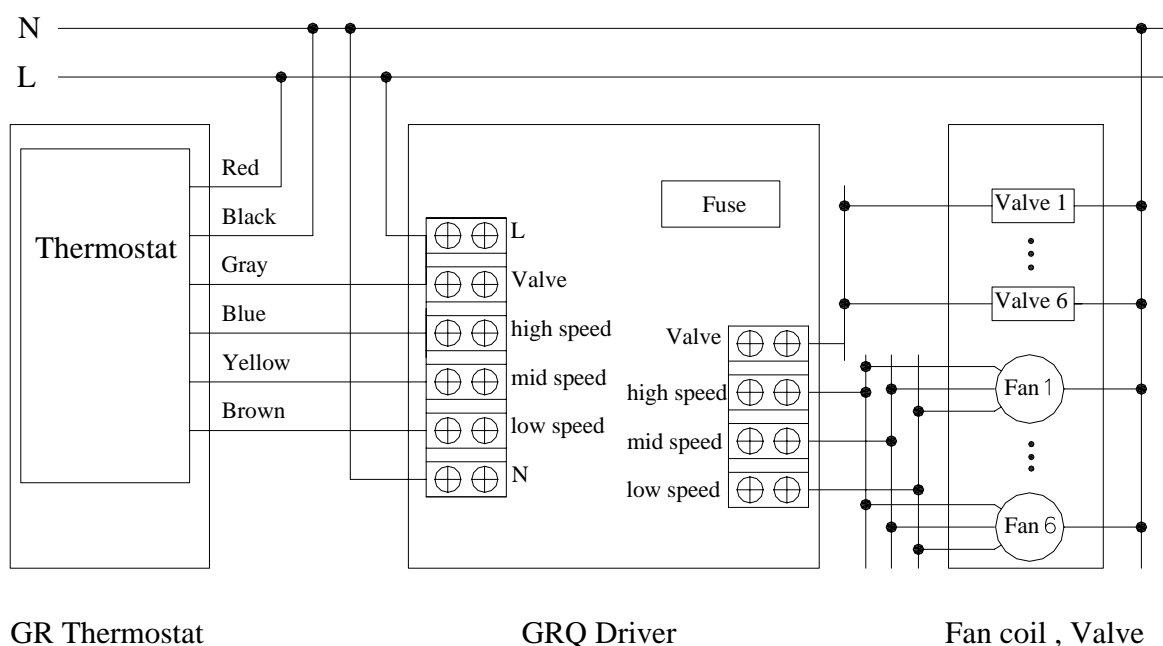 N
L
Thermostat
Red
Black
Gray
Blue
Yellow
Brown
L
Valve
high speed
mid speed
low speed
N
Fuse
Valve
high speed
mid speed
low speed
Valve 1
Valve 6
Fan 1
Fan 6
GR Thermostat
GRQ Driver
Fan coil , Valve